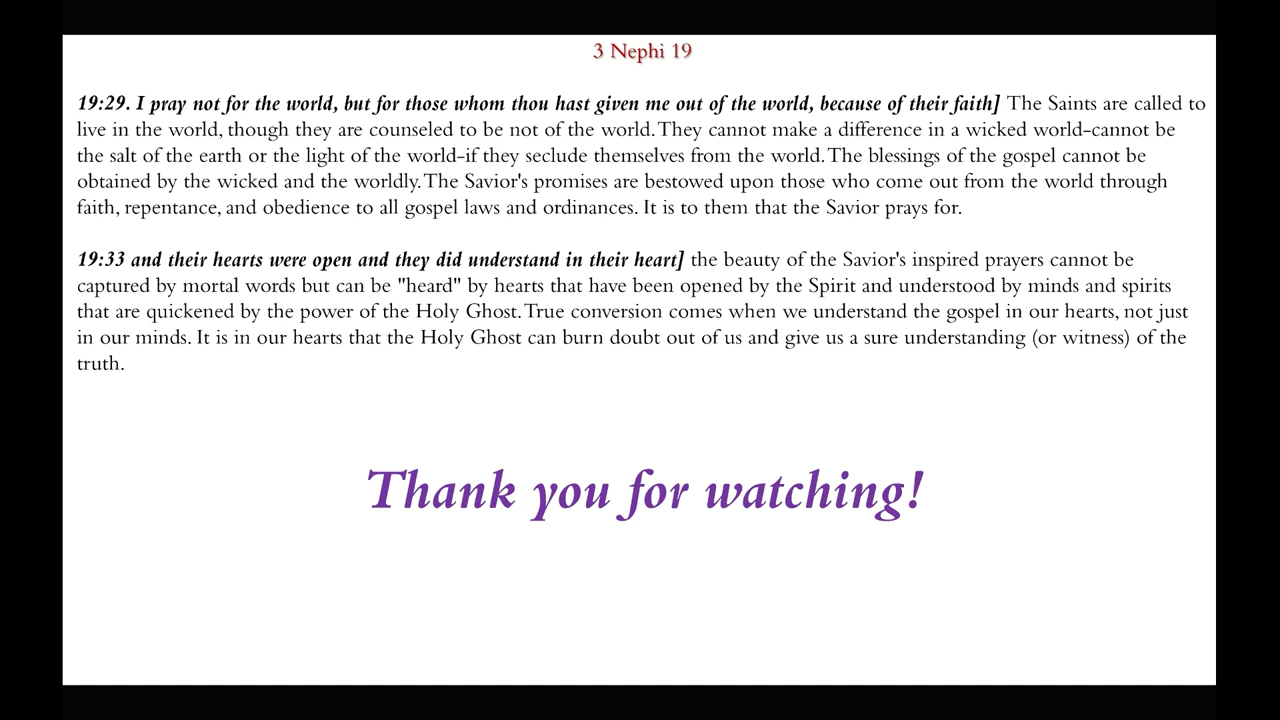 3 Nephi 19
19:29. I pray not for the world, but for those whom thou hast given me out of the world, because of their faith] The Saints are called to
live in the world, though they are counseled to be not of the world. They cannot make a difference in a wicked world-cannot be
the salt of the earth or the light of the world-if they seclude themselves from the world. The blessings of the gospel cannot be
obtained by the wicked and the worldly. The Savior's promises are bestowed upon those who come out from the world through
faith, repentance, and obedience to all gospel laws and ordinances. It is to them that the Savior prays for.
19:33 and their hearts were open and they did understand in their heart] the beauty of the Savior's inspired prayers cannot be
captured by mortal words but can be "heard" by hearts that have been opened by the Spirit and understood by minds and spirits
that are quickened by the power of the Holy Ghost. True conversion comes when we understand the gospel in our hearts, not just
in our minds. It is in our hearts that the Holy Ghost can burn doubt out of us and give us a sure understanding (or witness) of the
truth.
Thank you for watching!